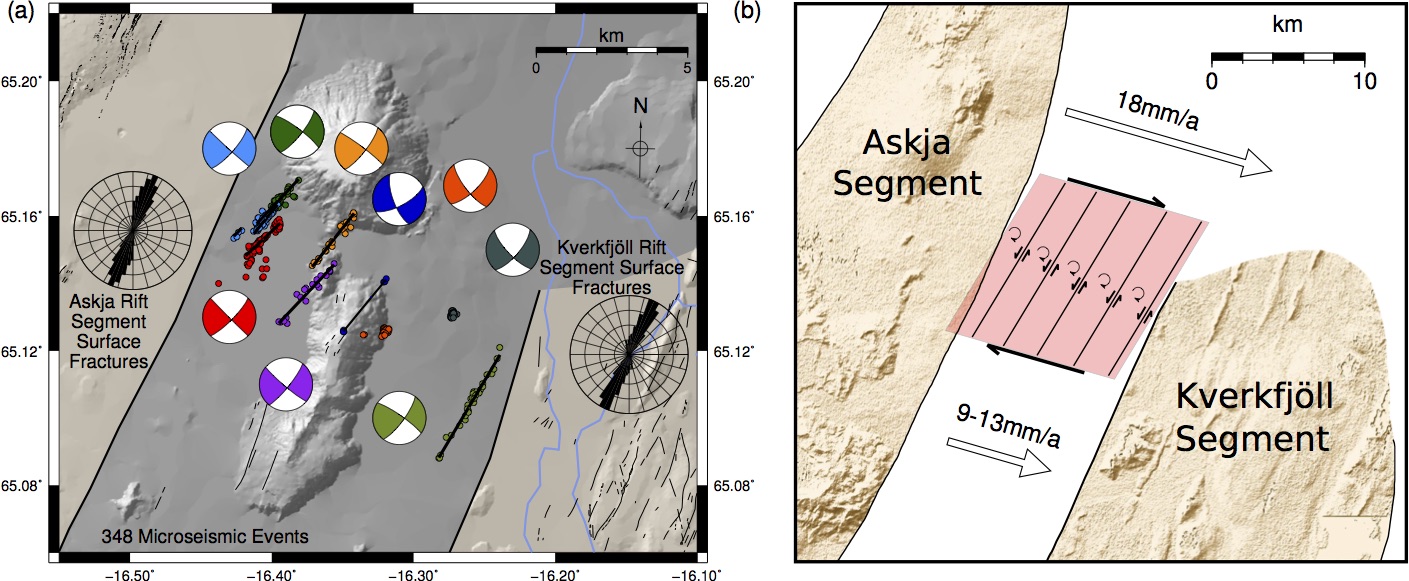 (a)
km
0 5
N
65.20°
65.16°
65.12°
65.08°
65.20°
65.16°
65.12°
65.08°
Askja Rift
Segment
Surface
Fractures
Kverkfjöll Rift
Segment Surface
Fractures
348 Microseismic Events
−16.50°
−16.40°
−16.30°
−16.20°
−16.10°
(b)
km
0 10
18mm/a
Askja
Segment
9-13mm/a
Kverkfjöll
Segment